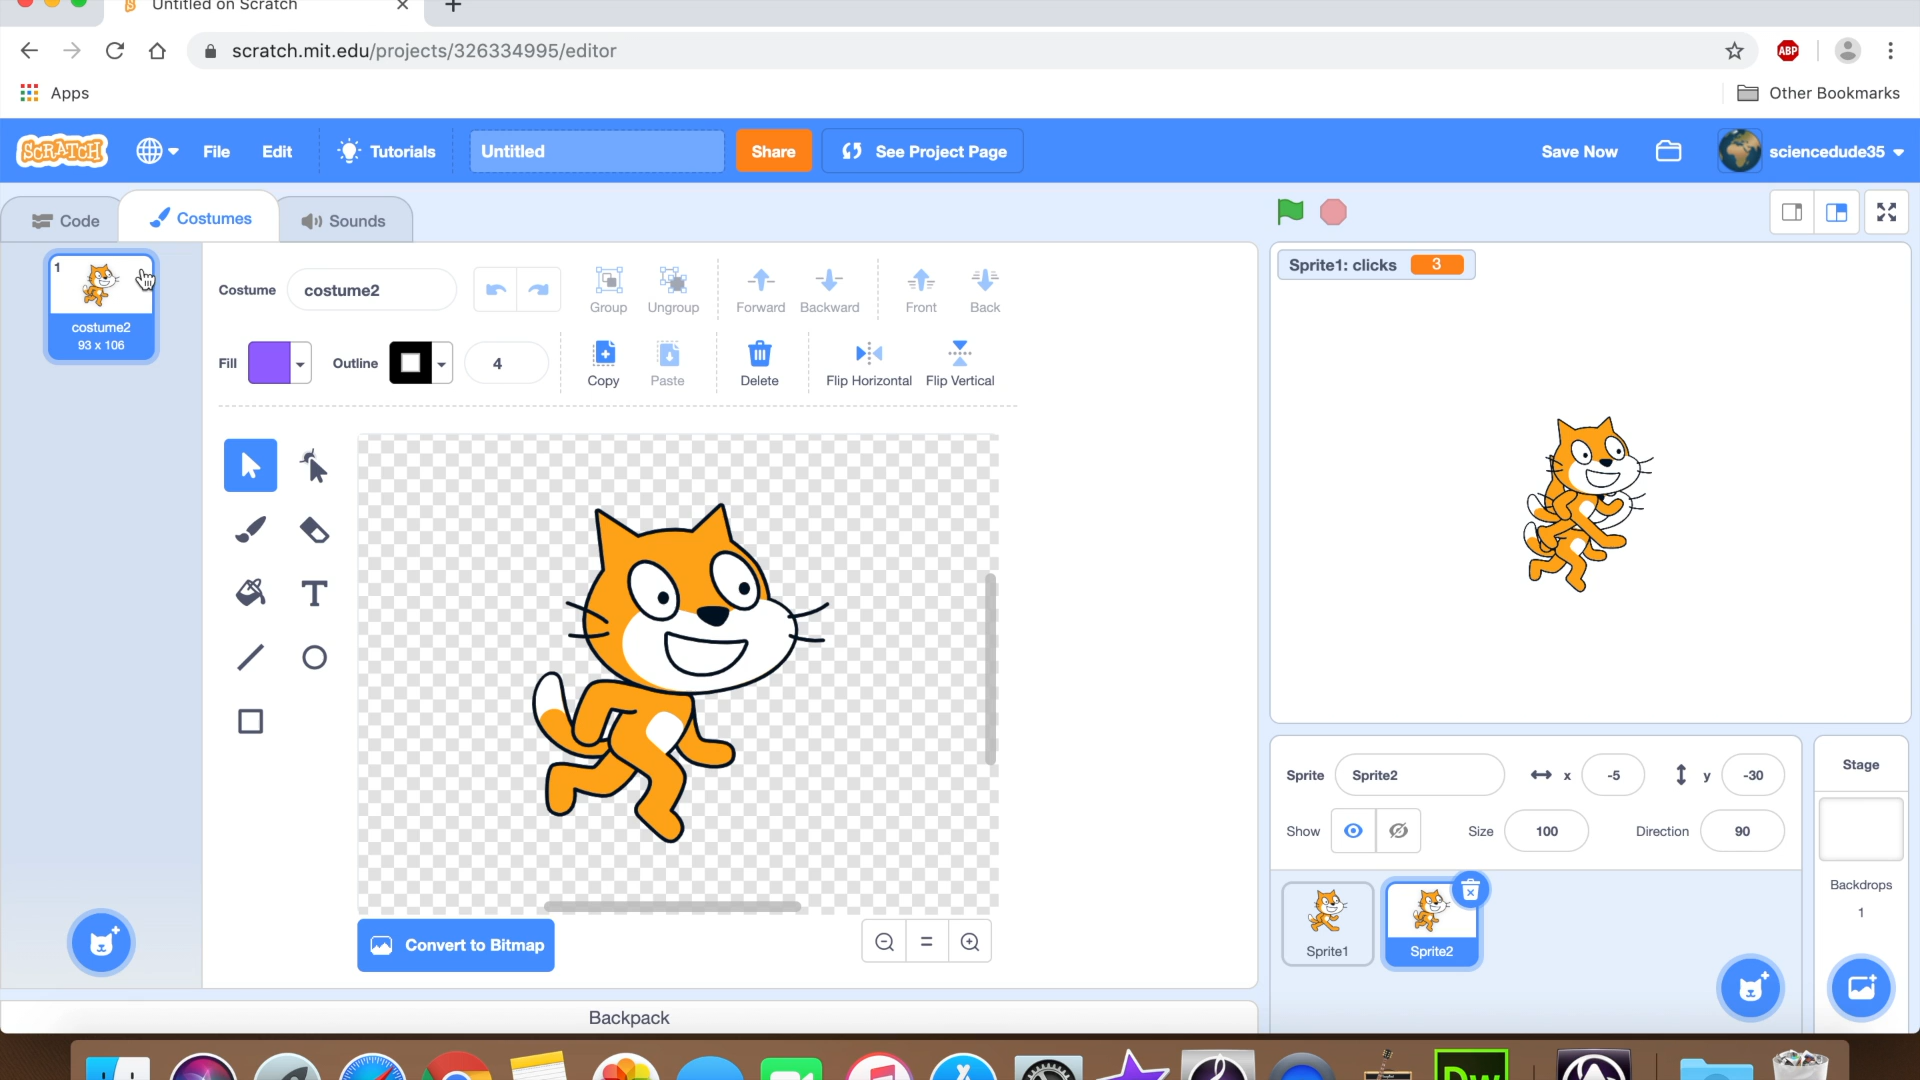 Untitled on Scratch
scratch.mit.edu/projects/326334995/editor
ABP
Apps
Other Bookmarks
SCRATCH
File
Edit
Tutorials
Untitled
Share
See Project Page
Save Now
sciencedude35
Code
Costumes
Sounds
1
costume2
93 x 106
Costume
costume2
Group
Ungroup
Forward
Backward
Front
Back
Fill
Outline
4
Copy
Paste
Delete
Flip Horizontal
Flip Vertical
T
Convert to Bitmap
=
Backpack
Sprite1: clicks 3
Sprite
Sprite2
x
-5
y
-30
Show
Size
100
Direction
90
Sprite1
Sprite2
Stage
Backdrops
1
Dw